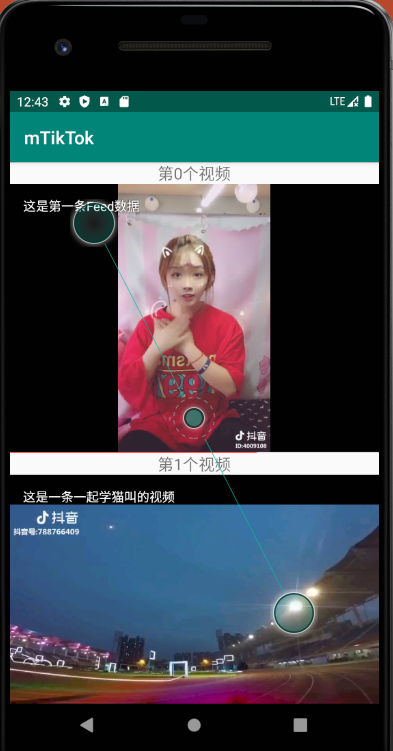 12:43 LTE
mTikTok
第0个视频
这是第一条Feed数据
抖音
ID:4009108
第1个视频
这是一条一起学猫叫的视频
抖音
抖音号:788766409